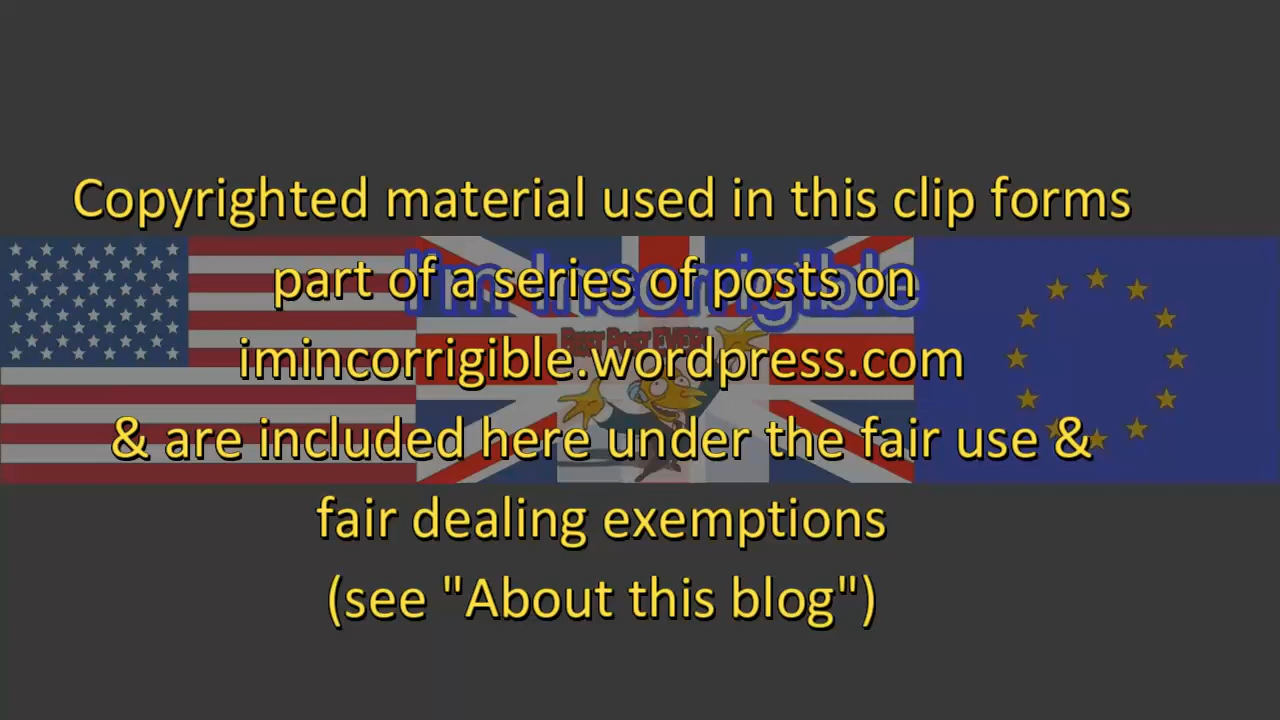 Copyrighted material used in this clip forms
part of a series of posts on
I'm Incorrigible
imincorrigible.wordpress.com
& are included here under the fair use &
fair dealing exemptions
(see "About this blog")